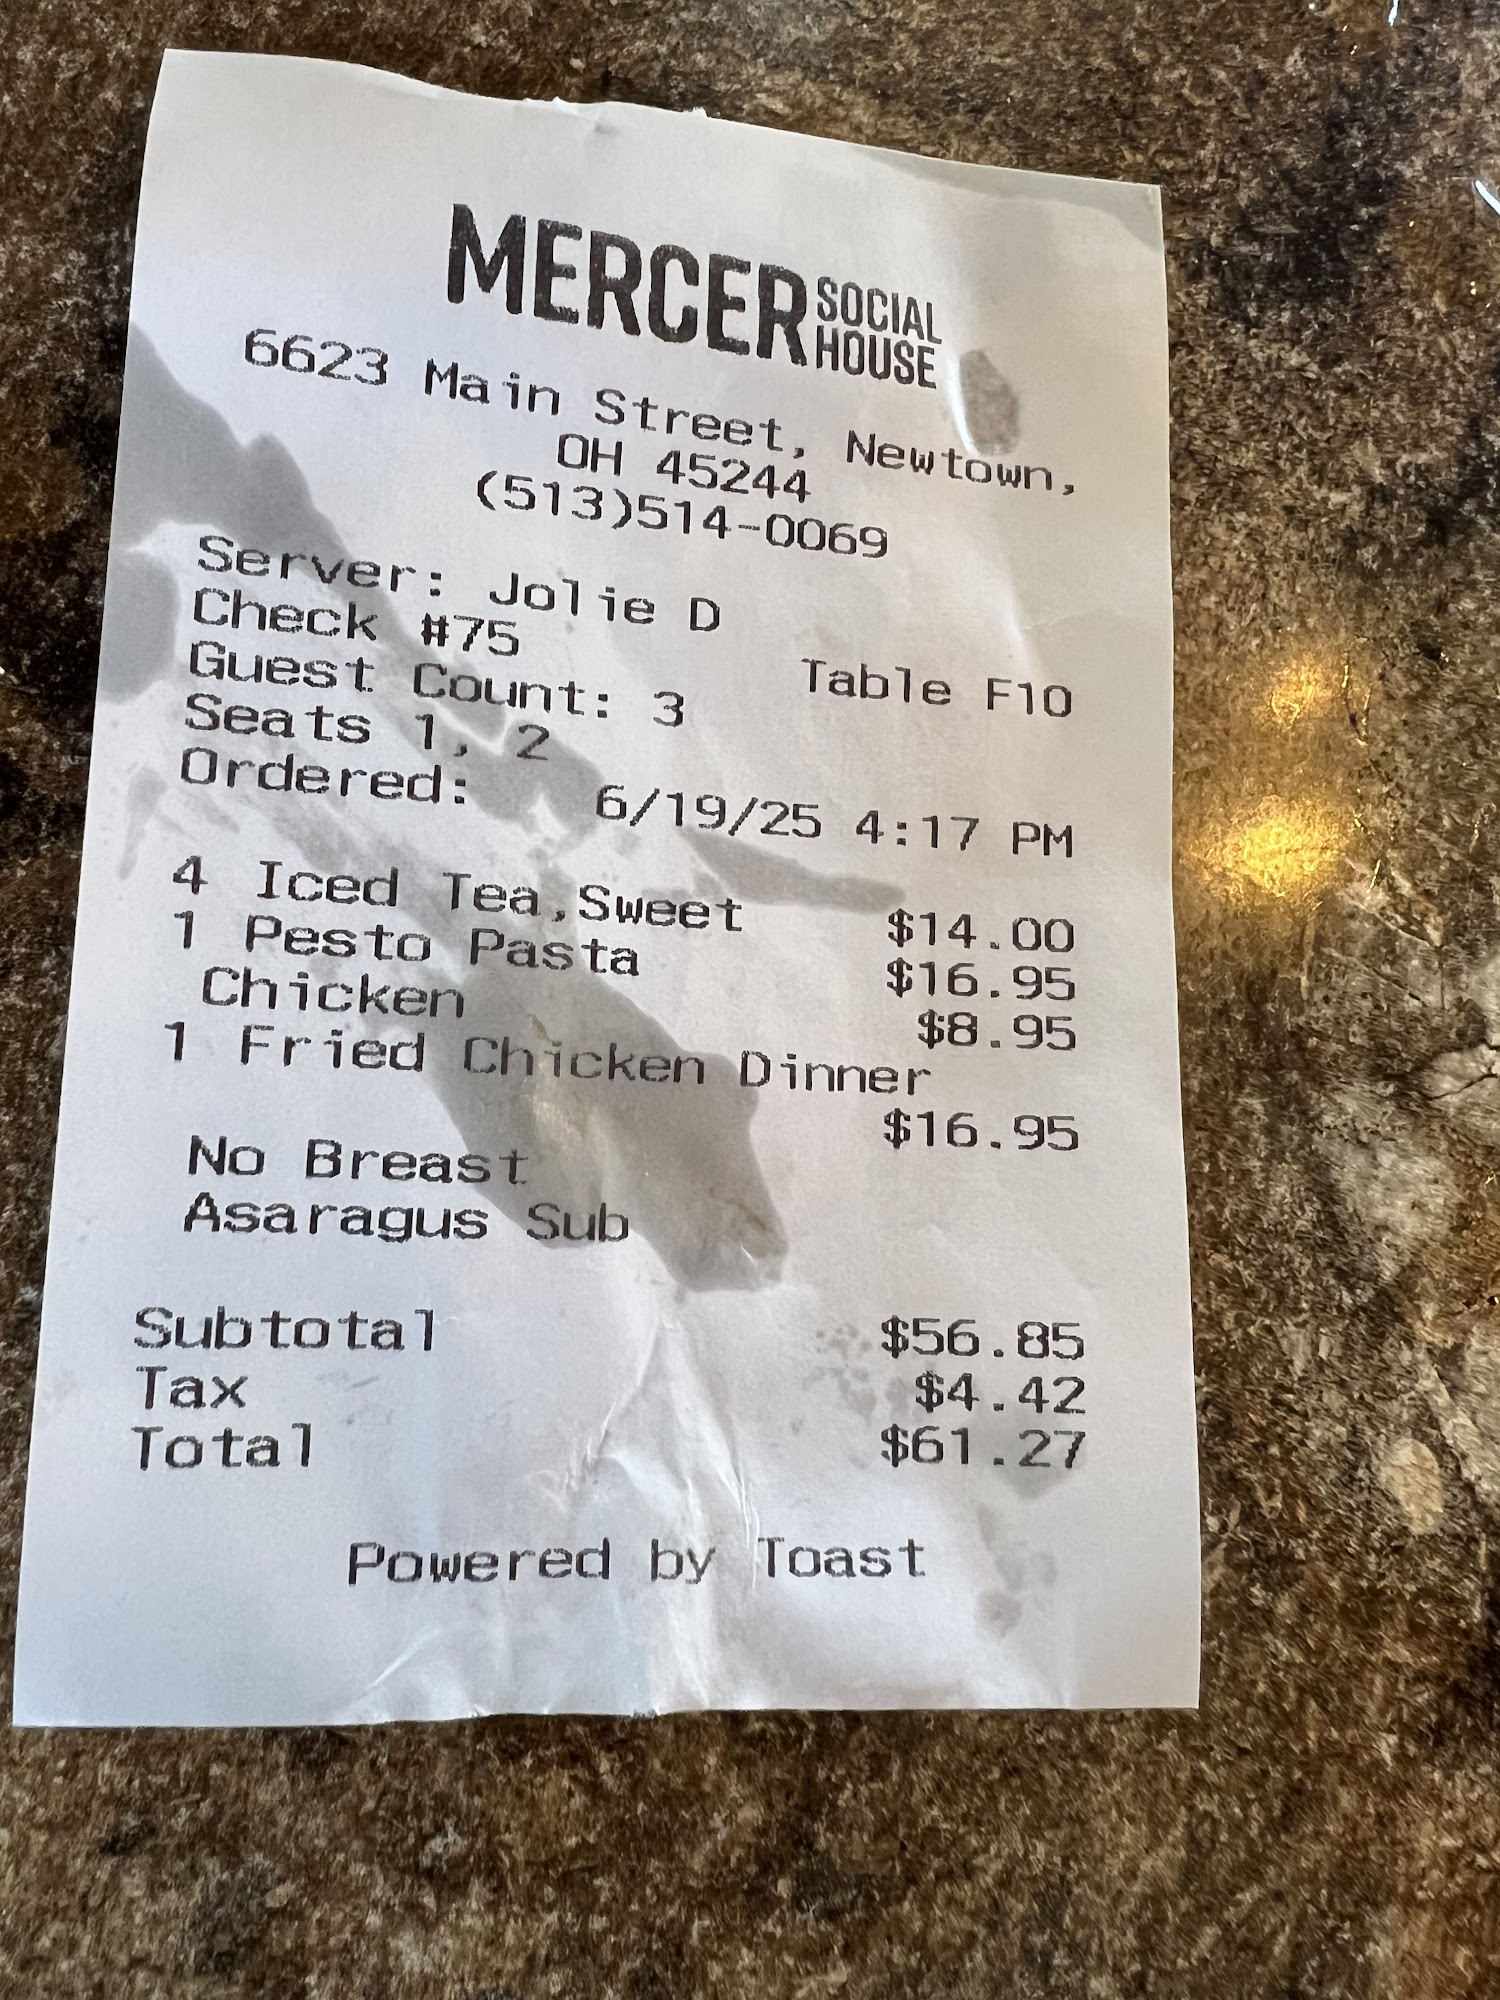 MERCER SOCIAL HOUSE
6623 Main Street, Newtown,
OH 45244
(513)514-0069
Server: Jolie D
Check #75 Table F10
Guest Count: 3
Seats 1, 2
Ordered: 6/19/25 4:17 PM
4 Iced Tea,Sweet $14.00
1 Pesto Pasta $16.95
Chicken $8.95
1 Fried Chicken Dinner
$16.95
No Breast
Asaragus Sub
Subtotal $56.85
Tax $4.42
Total $61.27
Powered by Toast